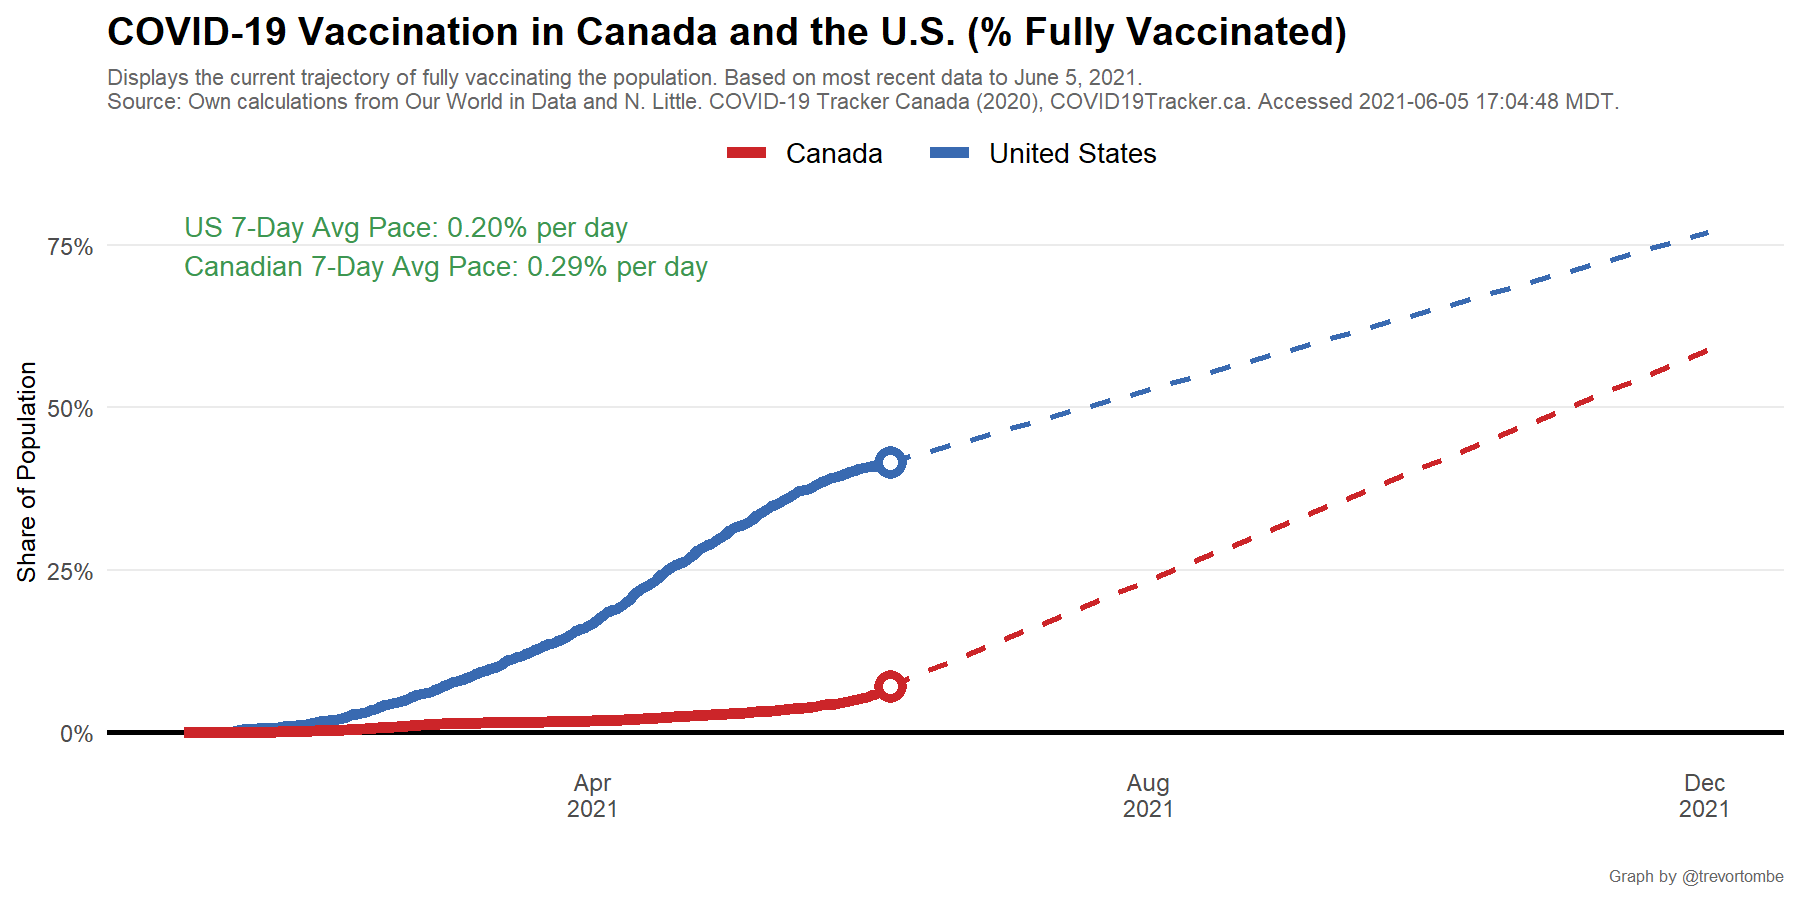 COVID-19 Vaccination in Canada and the U.S. (% Fully Vaccinated)
Displays the current trajectory of fully vaccinating the population. Based on most recent data to June 5, 2021.
Source: Own calculations from Our World in Data and N. Little. COVID-19 Tracker Canada (2020), COVID19Tracker.ca. Accessed 2021-06-05 17:04:48 MDT.
Canada
United States
US 7-Day Avg Pace: 0.20% per day
Canadian 7-Day Avg Pace: 0.29% per day
Share of Population
75%
50%
25%
0%
Apr
2021
Aug
2021
Dec
2021
Graph by @trevortombe